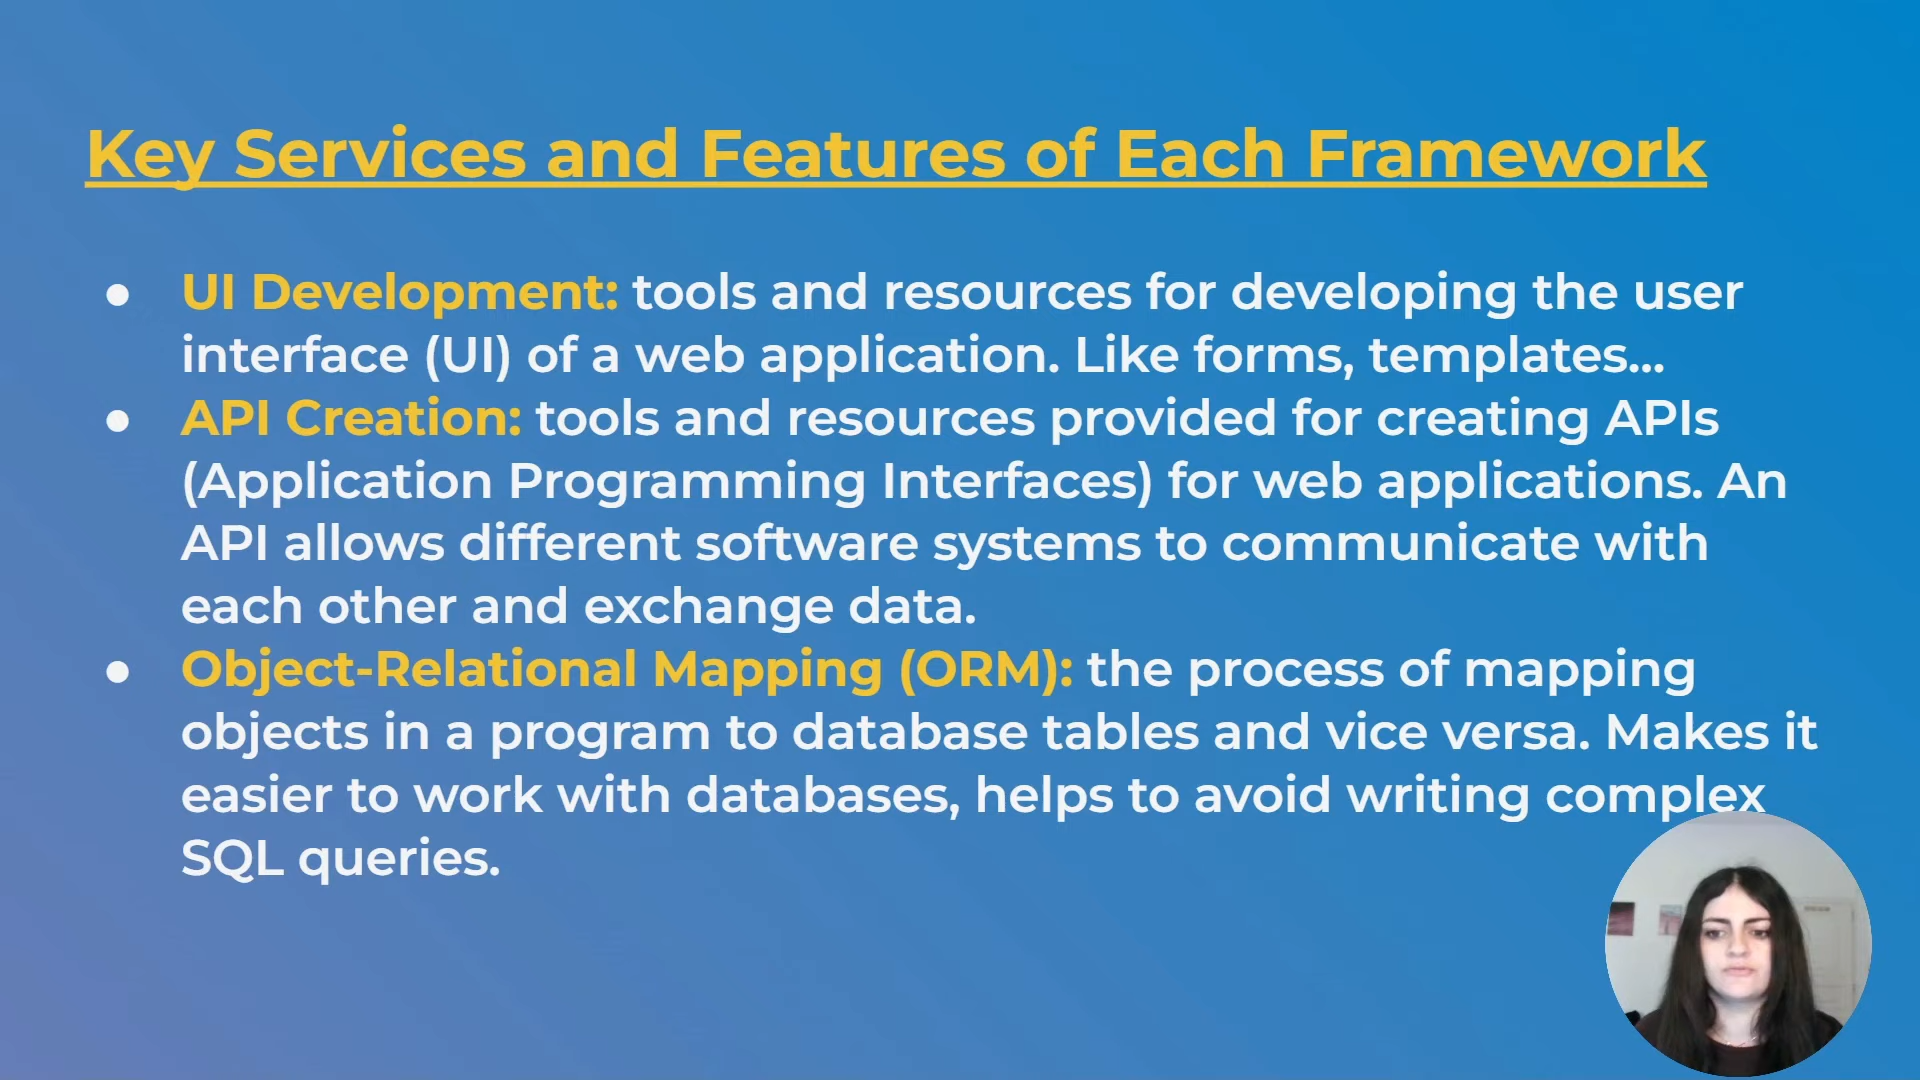 Key Services and Features of Each Framework
● UI Development: tools and resources for developing the user
interface (UI) of a web application. Like forms, templates...
● API Creation: tools and resources provided for creating APIs
(Application Programming Interfaces) for web applications. An
API allows different software systems to communicate with
each other and exchange data.
● Object-Relational Mapping (ORM): the process of mapping
objects in a program to database tables and vice versa. Makes it
easier to work with databases, helps to avoid writing complex
SQL queries.